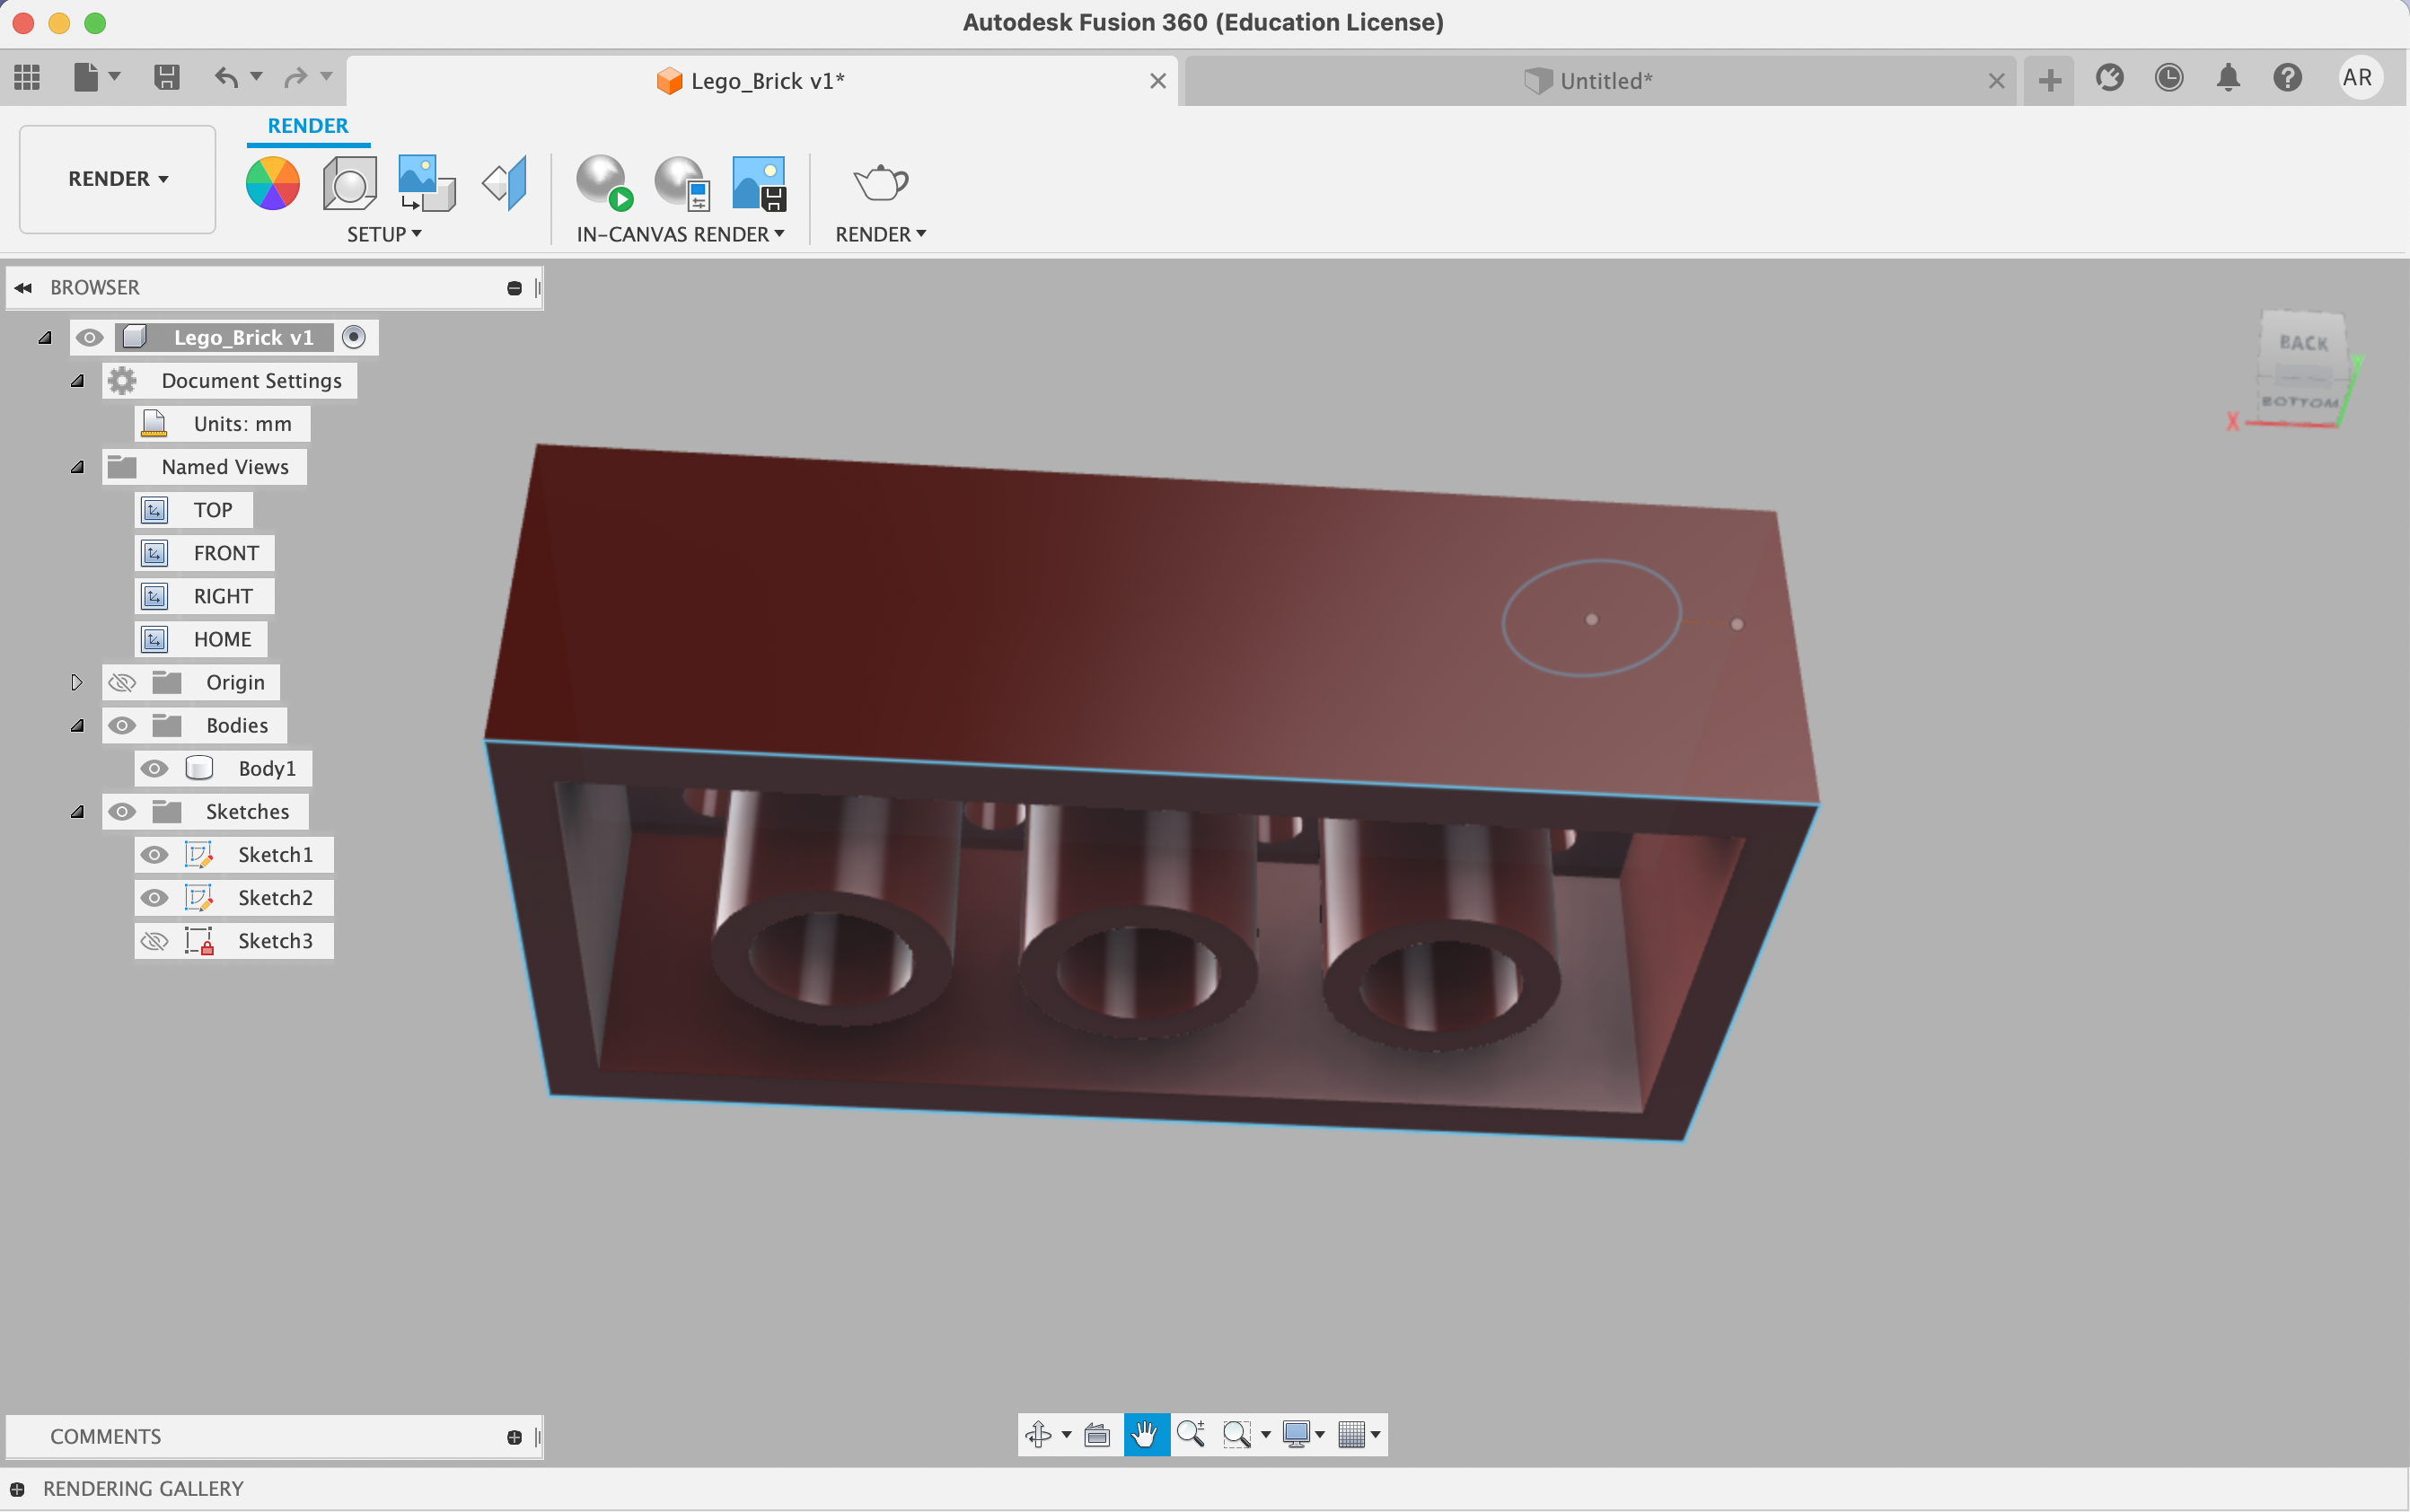 Autodesk Fusion 360 (Education License)
Lego_Brick v1*
Untitled*
AR
RENDER
RENDER
SETUP
IN-CANVAS RENDER
RENDER
BROWSER
Lego_Brick v1
Document Settings
Units: mm
Named Views
TOP
FRONT
RIGHT
HOME
Origin
Bodies
Body1
Sketches
Sketch1
Sketch2
Sketch3
BACK
BOTTOM
X
Y
COMMENTS
RENDERING GALLERY